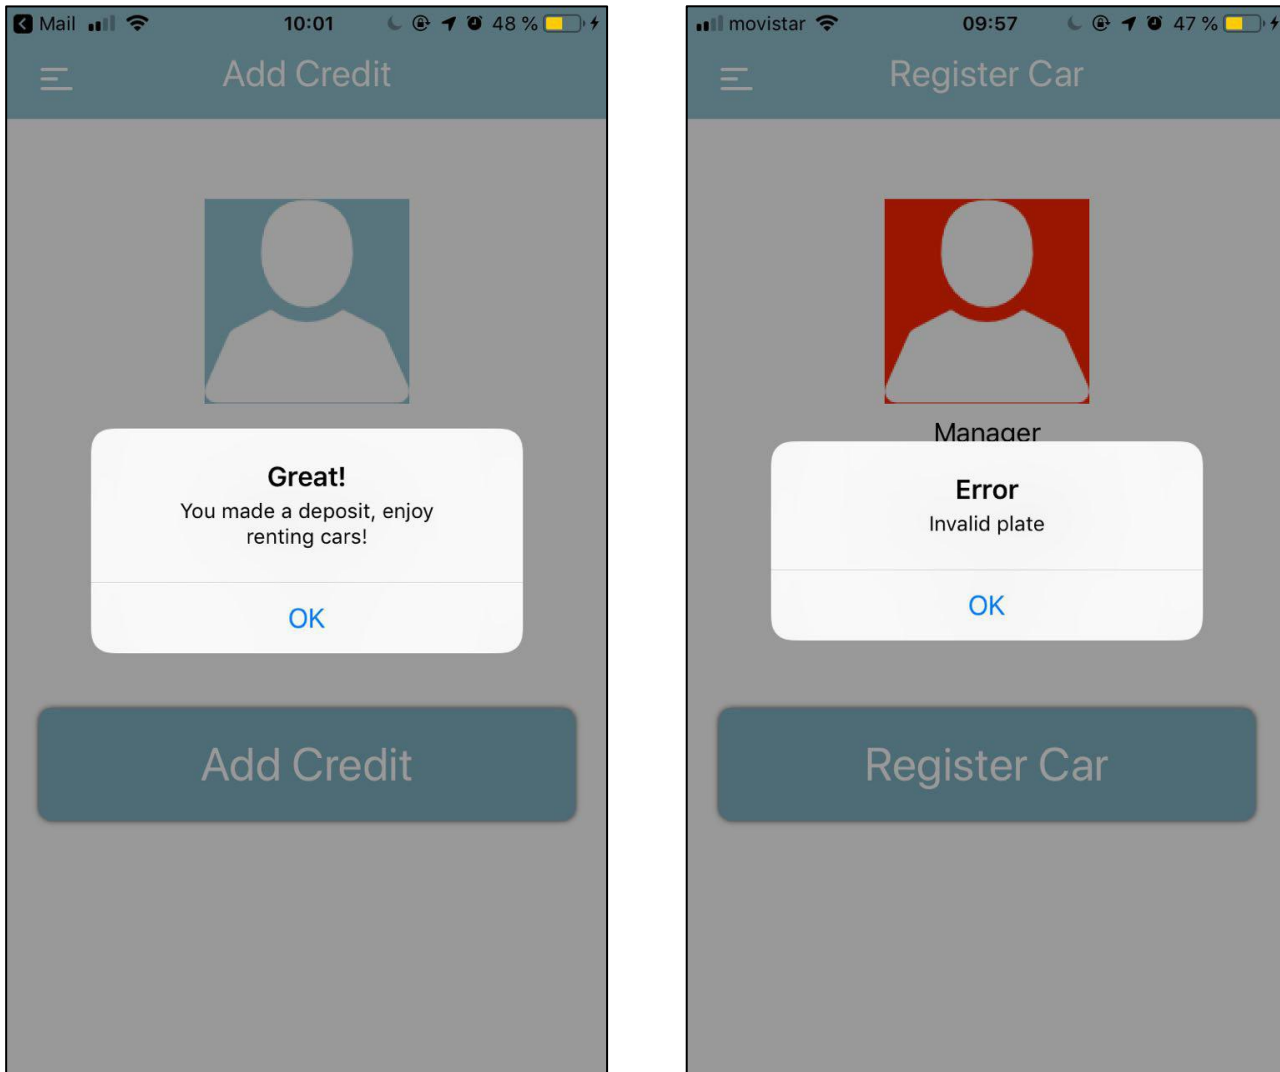 Mail 10:01 48 %
Add Credit
Great!
You made a deposit, enjoy
renting cars!
OK
Add Credit
movistar 09:57 47 %
Register Car
Manager
Error
Invalid plate
OK
Register Car